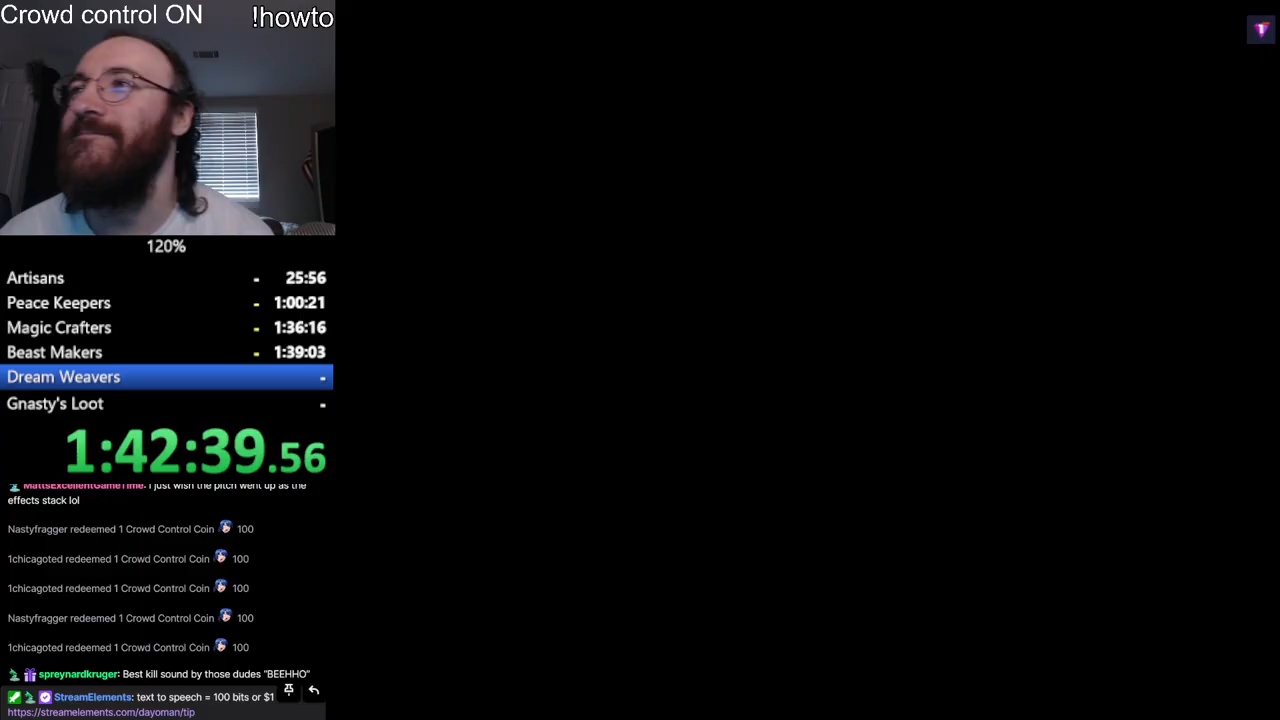 Crowd control ON
!howto
120%
Artisans - 25:56
Peace Keepers - 1:00:21
Magic Crafters - 1:36:16
Beast Makers - 1:39:03
Dream Weavers -
Gnasty's Loot -
1:42:39.56
MattsExcellentGameTime: I just wish the pitch went up as the
effects stack lol
Nastyfragger redeemed 1 Crowd Control Coin 100
1chicagoted redeemed 1 Crowd Control Coin 100
1chicagoted redeemed 1 Crowd Control Coin 100
Nastyfragger redeemed 1 Crowd Control Coin 100
1chicagoted redeemed 1 Crowd Control Coin 100
spreynardkruger: Best kill sound by those dudes “BEEHHO”
StreamElements: text to speech = 100 bits or $1
https://streamelements.com/dayoman/tip